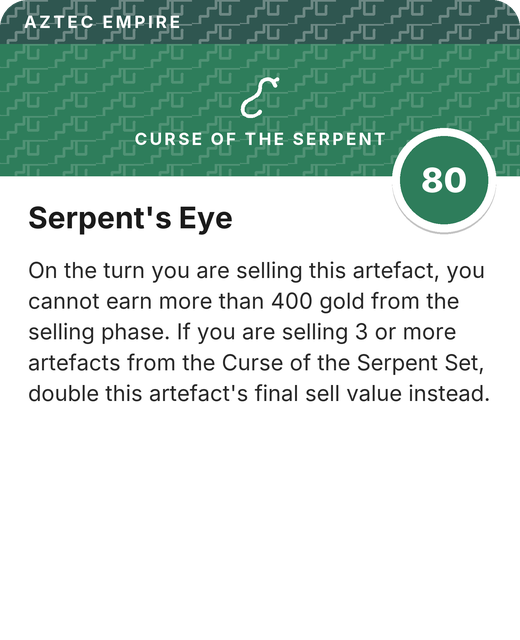 AZTEC EMPIRE
CURSE OF THE SERPENT
80
Serpent's Eye
On the turn you are selling this artefact, you
cannot earn more than 400 gold from the
selling phase. If you are selling 3 or more
artefacts from the Curse of the Serpent Set,
double this artefact's final sell value instead.